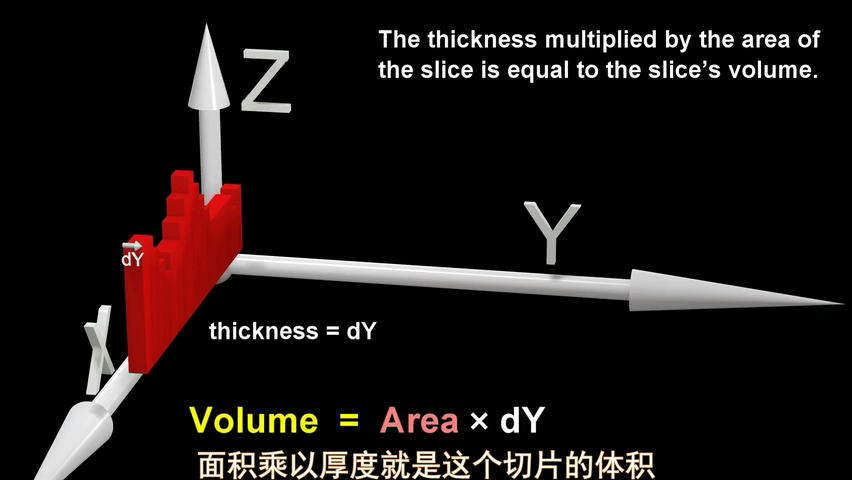 The thickness multiplied by the area of
the slice is equal to the slice’s volume.
Z
Y
dY
X
thickness = dY
Volume = Area × dY
面积乘以厚度就是这个切片的体积